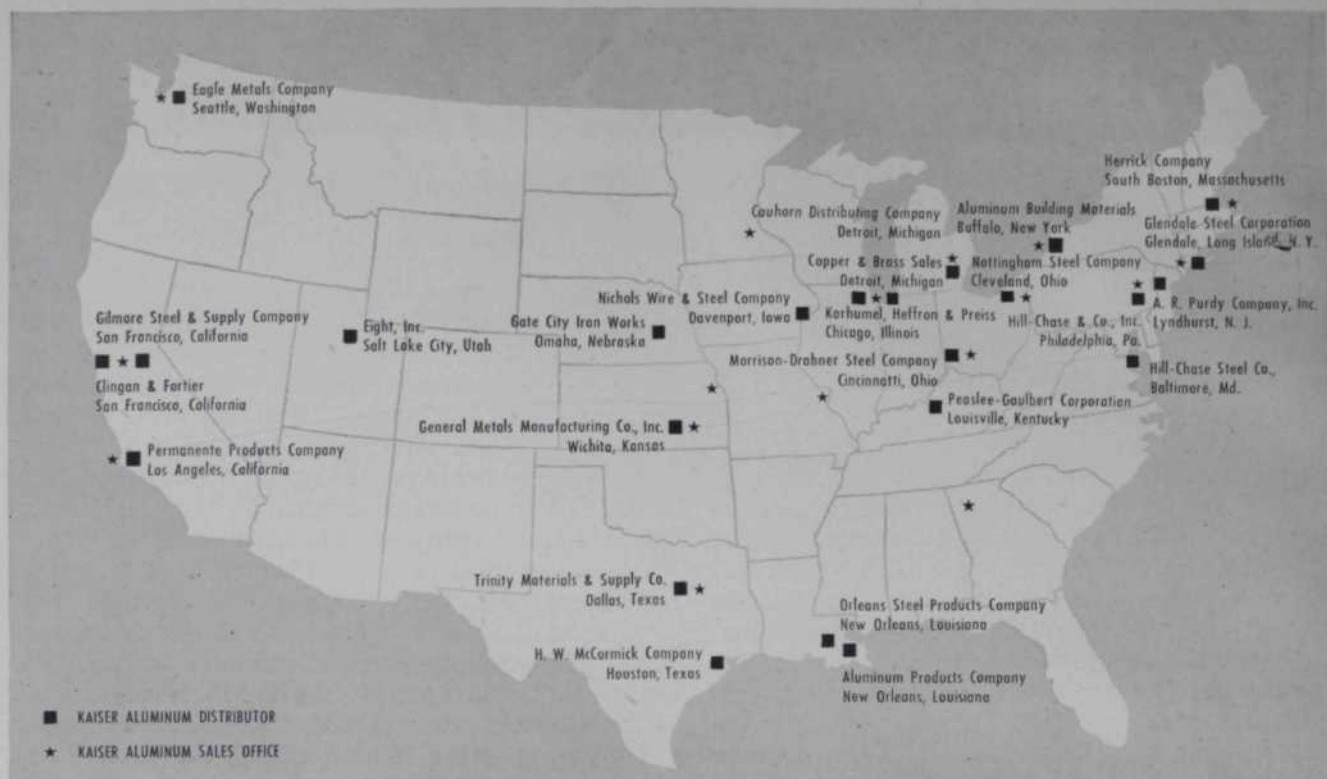 Eagle Metals Company
Seattle, Washington
Herrick Company
South Boston, Massachusetts
Cauhorn Distributing Company
Detroit, Michigan
Aluminum Building Materials
Buffalo, New York
Glendale Steel Corporation
Glendale, Long Island, N. Y.
Copper & Brass Sales
Detroit, Michigan
Nottingham Steel Company
Cleveland, Ohio
Nichols Wire & Steel Company
Davenport, Iowa
Korhumel, Heffron & Preiss
Chicago, Illinois
A. R. Purdy Company, Inc.
Lyndhurst, N. J.
Gilmore Steel & Supply Company
San Francisco, California
Eight, Inc.
Salt Lake City, Utah
Gate City Iron Works
Omaha, Nebraska
Hill-Chase & Co., Inc.
Philadelphia, Pa.
Morrison-Drohner Steel Company
Cincinnatti, Ohio
Hill-Chase Steel Co.,
Baltimore, Md.
Clingan & Fortier
San Francisco, California
Peaslee-Gaulbert Corporation
Louisville, Kentucky
General Metals Manufacturing Co., Inc.
Wichita, Kansas
Permanente Products Company
Los Angeles, California
Trinity Materials & Supply Co.
Dallas, Texas
Orleans Steel Products Company
New Orleans, Louisiana
H. W. McCormick Company
Houston, Texas
Aluminum Products Company
New Orleans, Louisiana
KAISER ALUMINUM DISTRIBUTOR
KAISER ALUMINUM SALES OFFICE